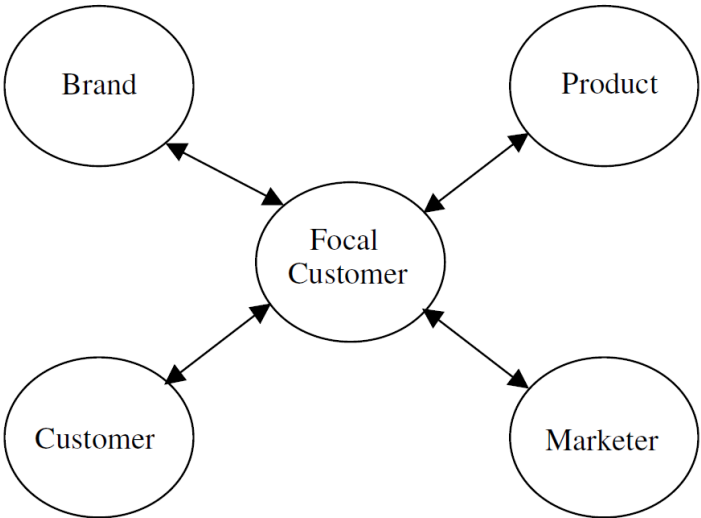 Brand
Product
Focal
Customer
Customer
Marketer